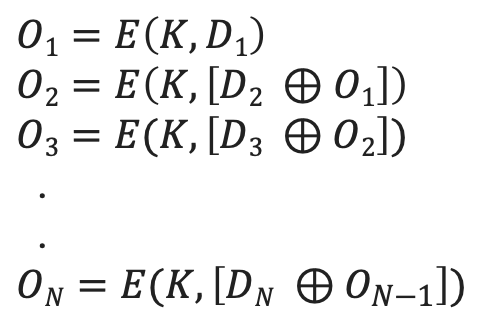 O₁ = E(K, D₁)
O₂ = E(K, [D₂ ⊕ O₁])
O₃ = E(K, [D₃ ⊕ O₂])
.
.
O_N = E(K, [D_N ⊕ O_{N−1}])